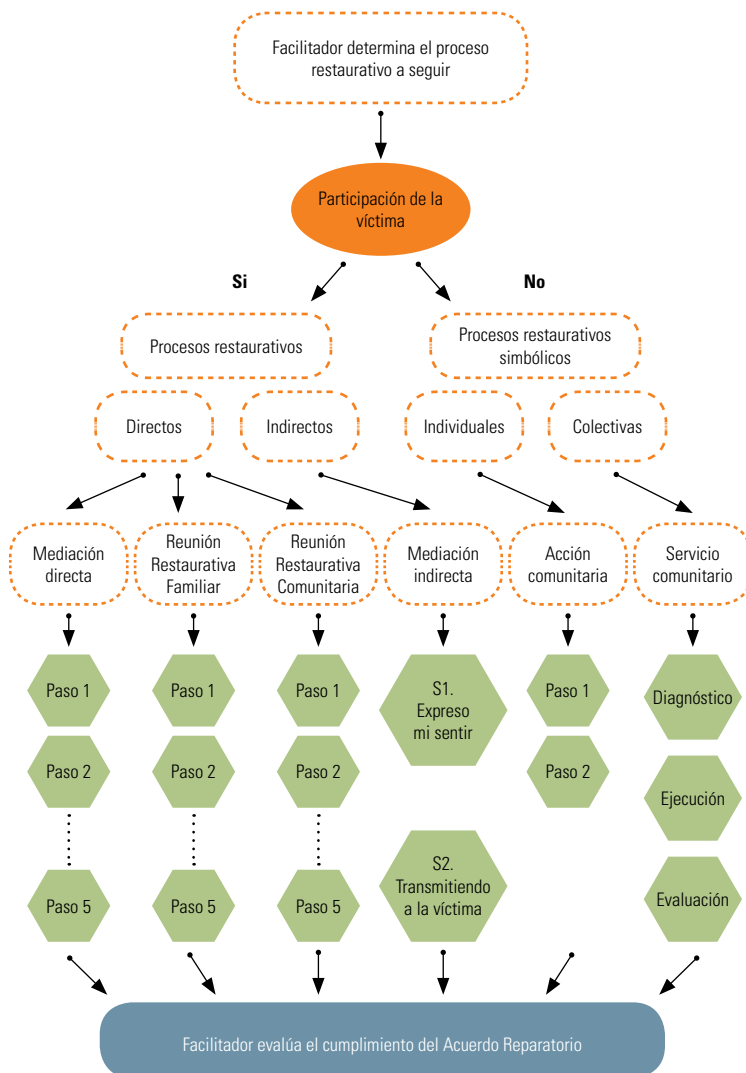 Facilitador determina el proceso
restaurativo a seguir
Participación de la
víctima
Si
No
Procesos restaurativos
Procesos restaurativos
simbólicos
Directos
Indirectos
Individuales
Colectivas
Mediación
directa
Reunión
Restaurativa
Familiar
Reunión
Restaurativa
Comunitaria
Mediación
indirecta
Acción
comunitaria
Servicio
comunitario
Paso 1
Paso 2
Paso 5
Paso 1
Paso 2
Paso 5
Paso 1
Paso 2
Paso 5
S1.
Expreso
mi sentir
S2.
Transmitiendo
a la víctima
Paso 1
Paso 2
Diagnóstico
Ejecución
Evaluación
Facilitador evalúa el cumplimiento del Acuerdo Reparatorio